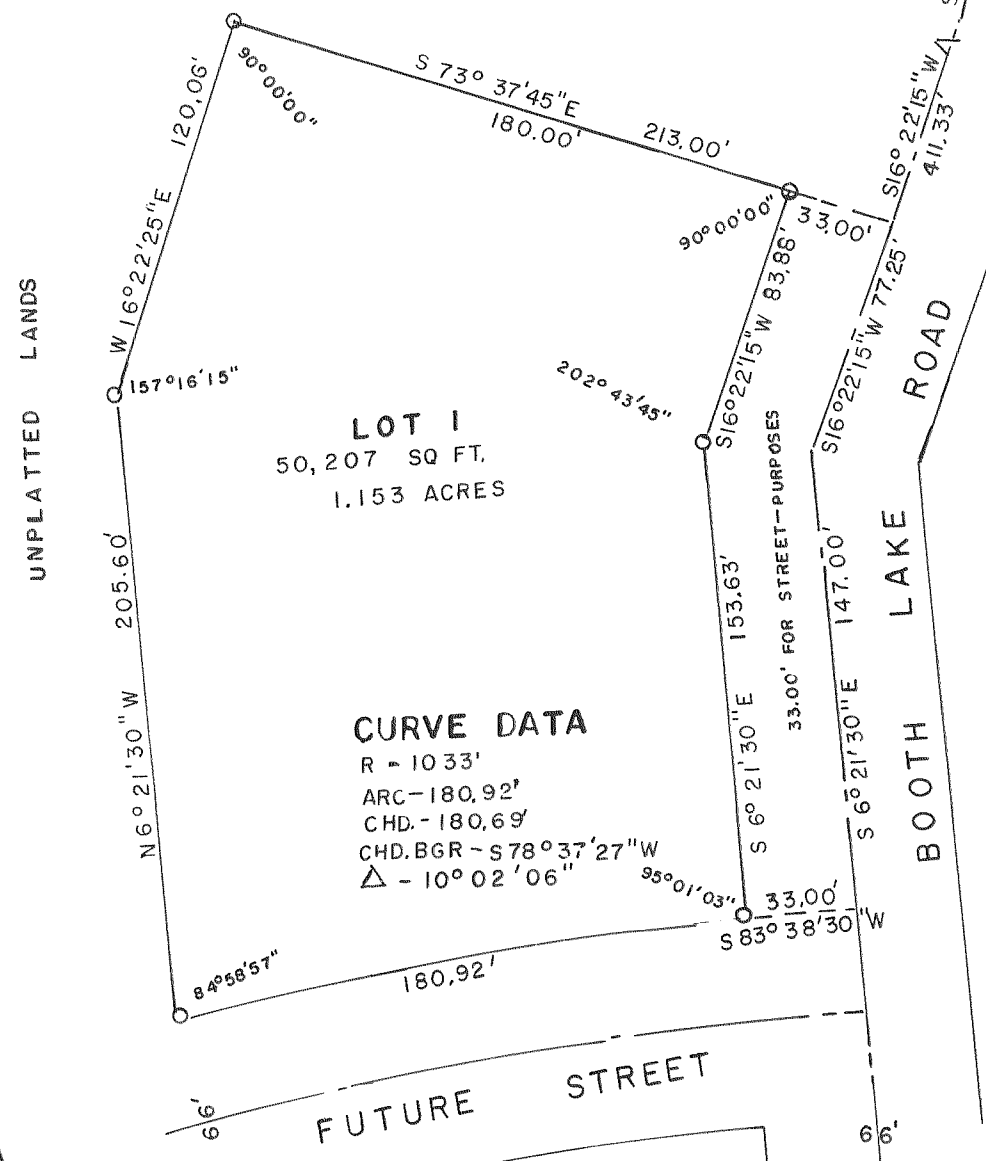 S 73° 37'45"E
180.00'
213.00'
120.06'
W 16°22'25"E
90°00'00"
90°00'00"
33.00'
S16° 22'15"W
411.33'
S16°22'15"W 83.88'
S16°22'15"W 77.25'
157°16'15"
202°43'45"
UNPLATTED LANDS
LOT 1
50,207 SQ FT.
1.153 ACRES
205.60'
N6°21'30"W
153.63'
S 6° 21'30"E
33.00' FOR STREET-PURPOSES
147.00'
S 6°21'30"E
BOOTH LAKE ROAD
CURVE DATA
R - 1033'
ARC-180.92'
CHD.-180.69'
CHD.BGR-S78°37'27"W
Δ - 10°02'06"
95°01'03"
33.00'
S 83° 38'30"W
84°58'57"
180.92'
FUTURE STREET
66'
66'